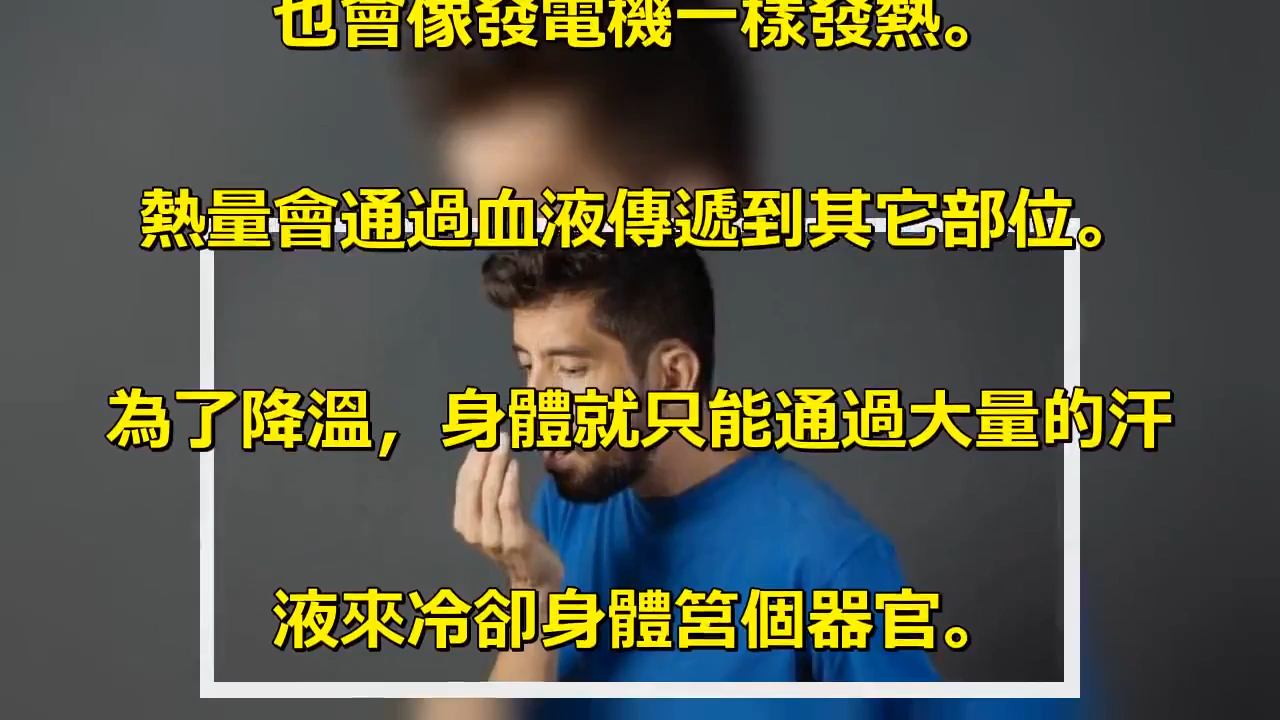 也會像發電機一樣發熱。
熱量會通過血液傳遞到其它部位。
為了降溫，身體就只能通過大量的汗
液來冷卻身體筥個器官。